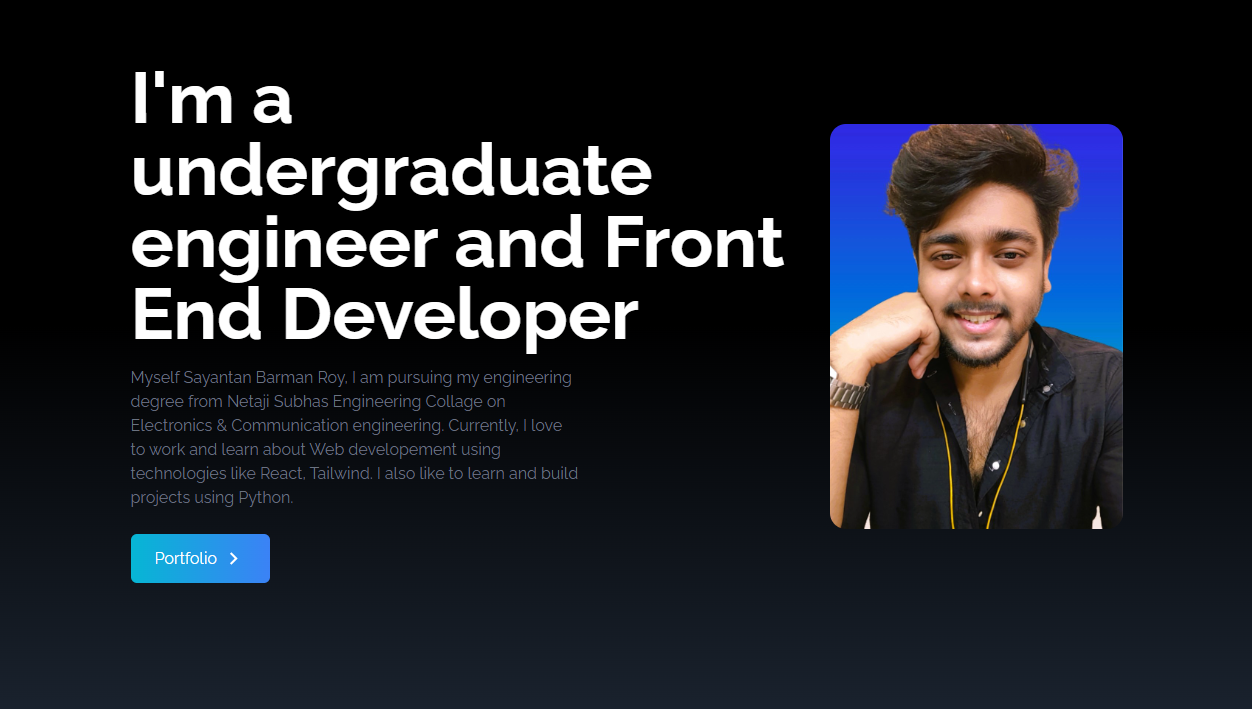 I'm a
undergraduate
engineer and Front
End Developer
Myself Sayantan Barman Roy, I am pursuing my engineering
degree from Netaji Subhas Engineering Collage on
Electronics & Communication engineering. Currently, I love
to work and learn about Web developement using
technologies like React, Tailwind. I also like to learn and build
projects using Python.
Portfolio